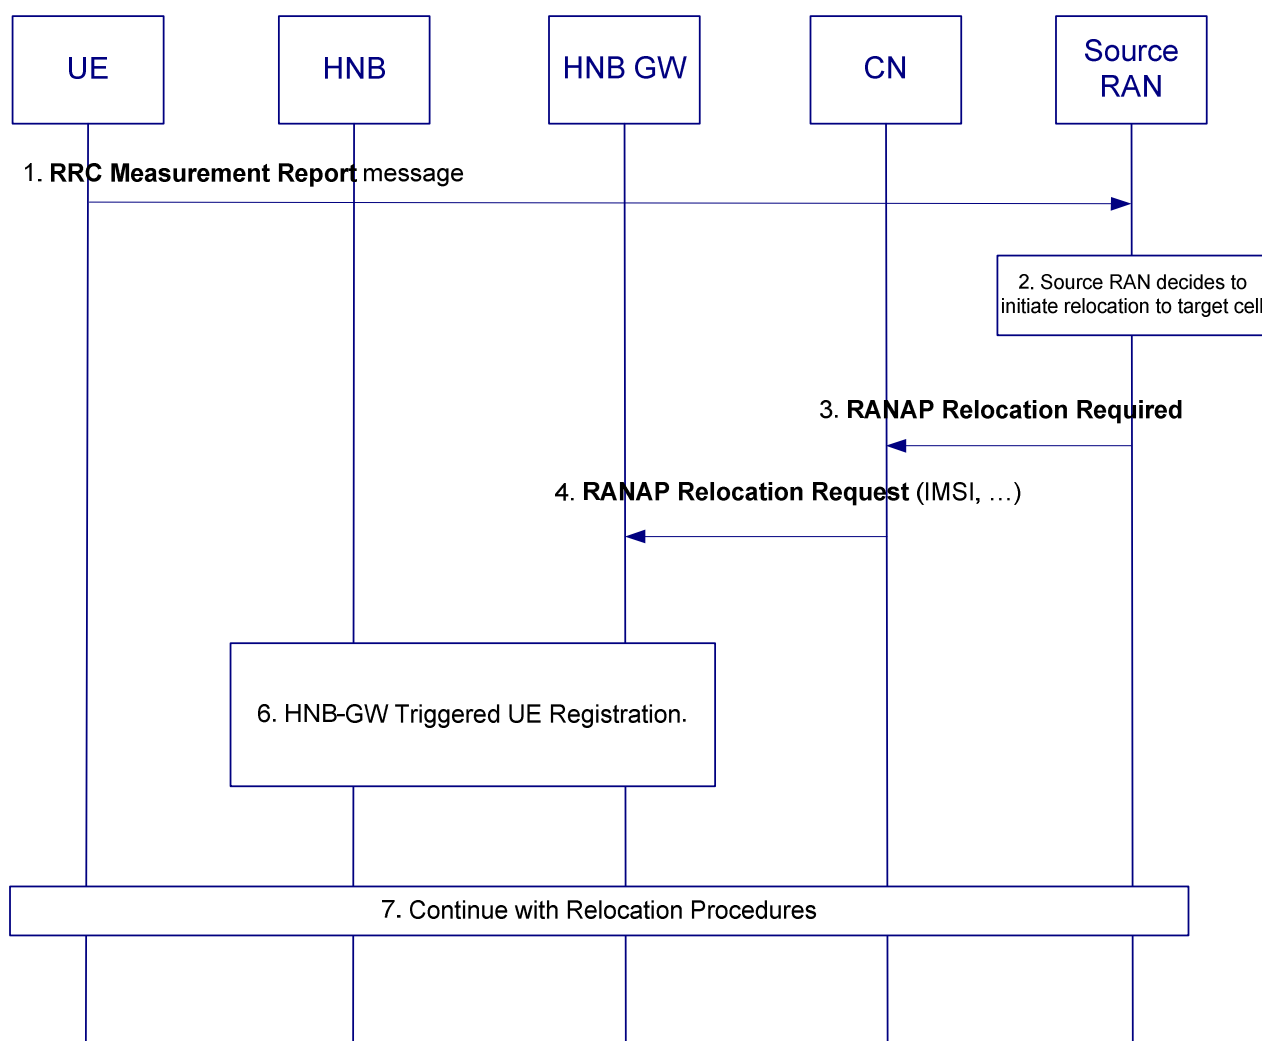 UE
HNB
HNB GW
CN
Source
RAN
1. RRC Measurement Report message
2. Source RAN decides to
initiate relocation to target cell
3. RANAP Relocation Required
4. RANAP Relocation Request (IMSI, …)
6. HNB-GW Triggered UE Registration.
7. Continue with Relocation Procedures